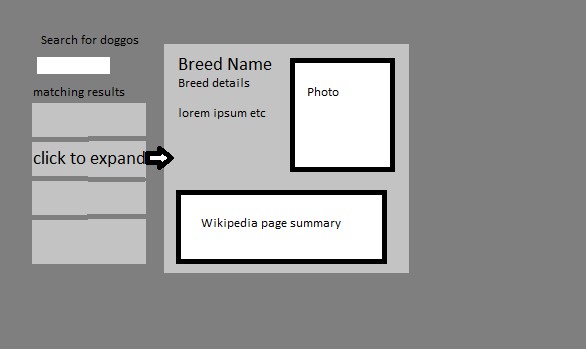 Search for doggos
matching results
click to expand
Breed Name
Breed details
lorem ipsum etc
Photo
Wikipedia page summary